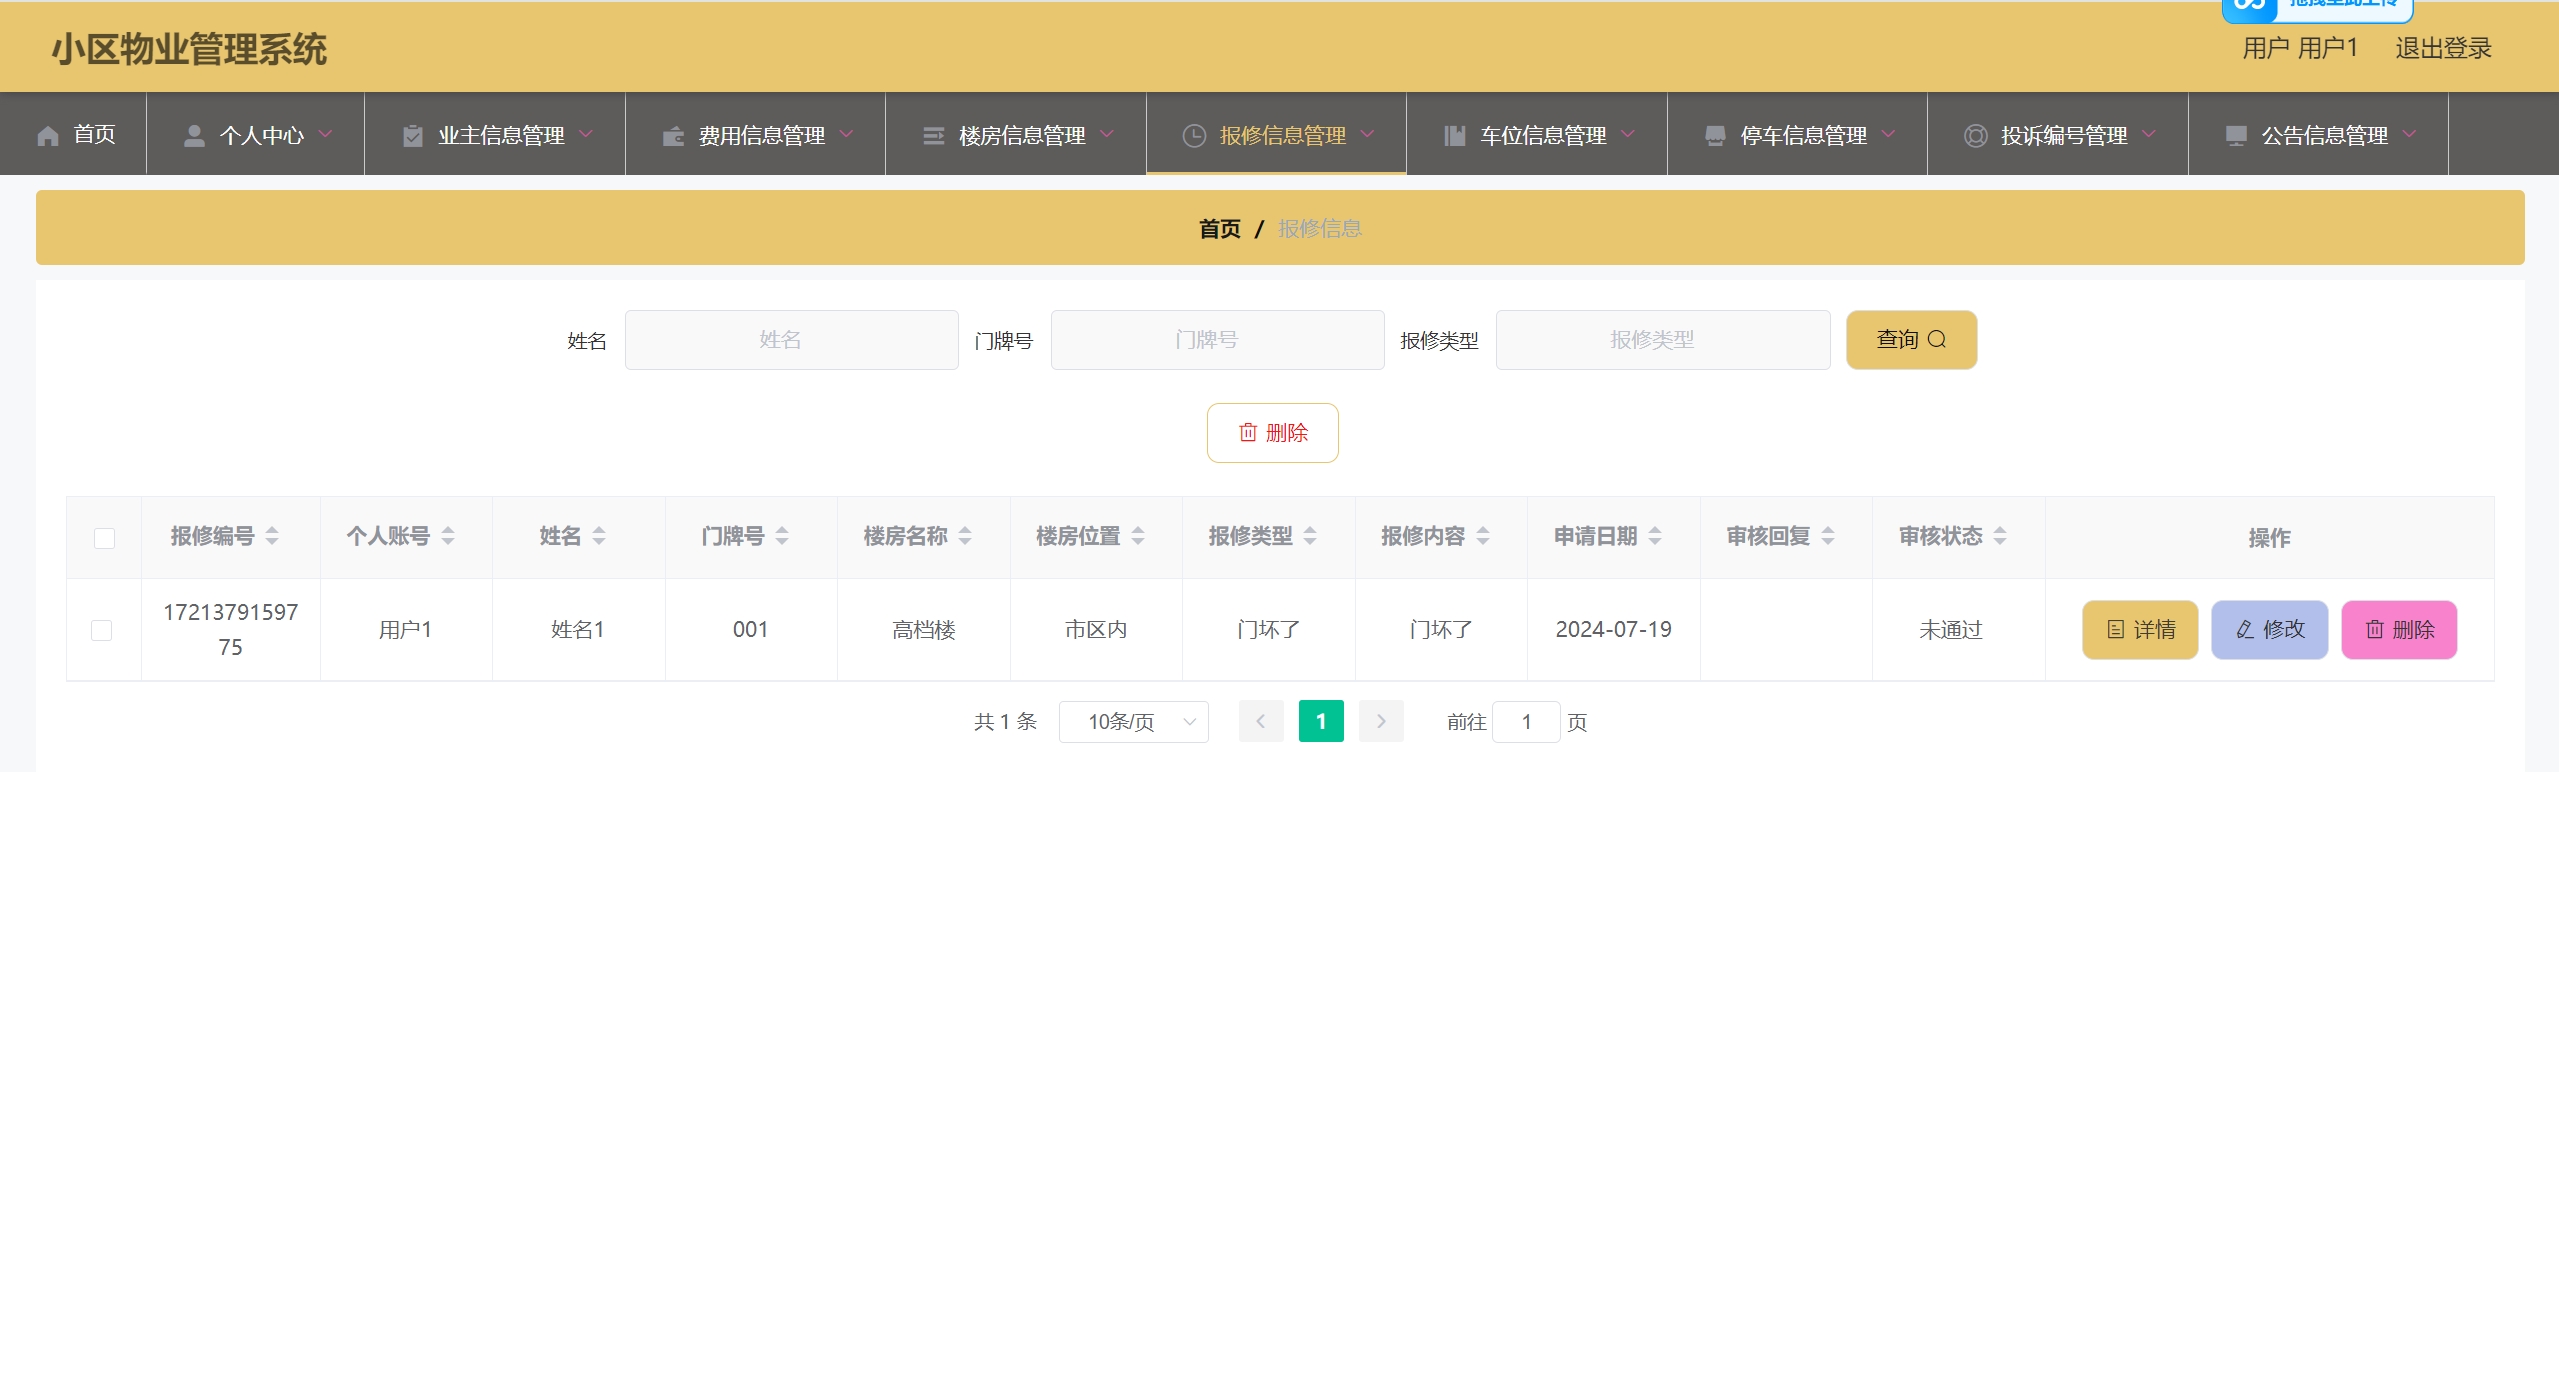 拖拽至此上传
小区物业管理系统
用户 用户1 退出登录
首页 个人中心 业主信息管理 费用信息管理 楼房信息管理 报修信息管理 车位信息管理 停车信息管理 投诉编号管理 公告信息管理
首页 / 报修信息
姓名 姓名 门牌号 门牌号 报修类型 报修类型 查询
删除
报修编号 个人账号 姓名 门牌号 楼房名称 楼房位置 报修类型 报修内容 申请日期 审核回复 审核状态 操作
17213791597
75
用户1 姓名1 001 高档楼 市区内 门坏了 门坏了 2024-07-19 未通过 详情 修改 删除
共 1 条 10条/页 1 前往 1 页